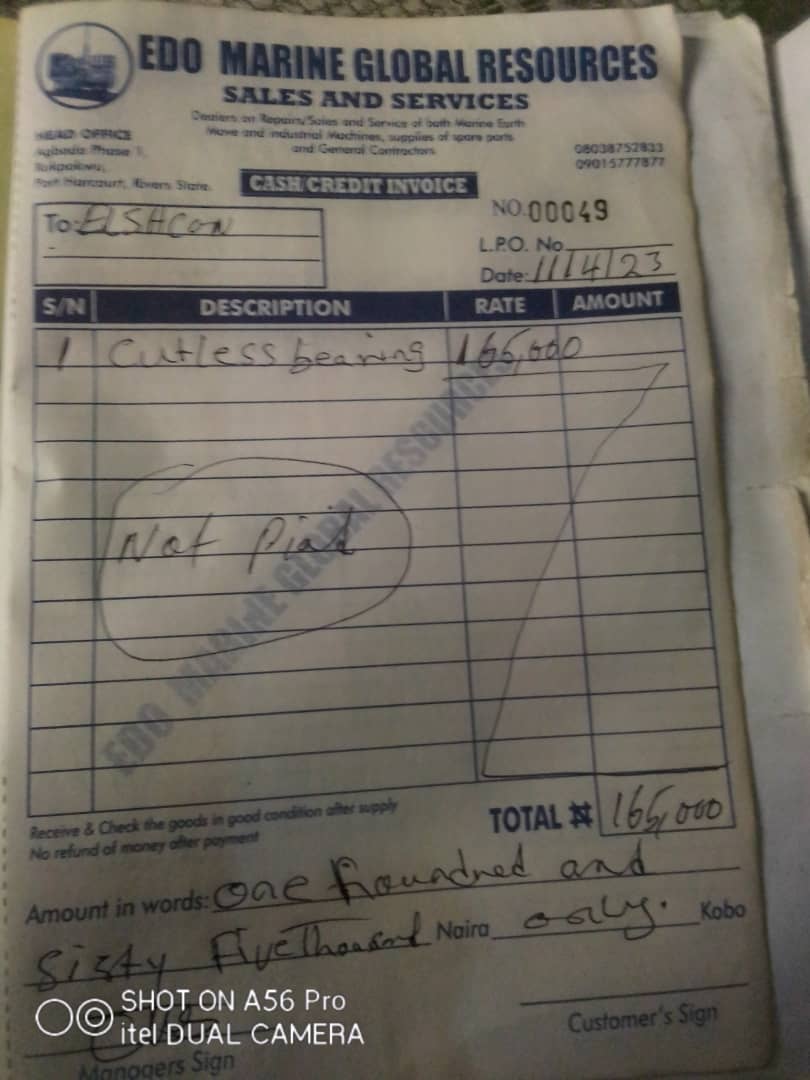 EDO MARINE GLOBAL RESOURCES
SALES AND SERVICES
Dealers on Repairs/Sales and Service of both Marine Earth
Move and industrial Machines, supplies of spare parts
and General Contractors
HEAD OFFICE
Agbada Phase 1,
Rukpokwu,
Port Harcourt, Rivers State.
08038752833
09015777877
CASH/CREDIT INVOICE
NO. 00049
To: ELSHCON
L.P.O. No
Date: 11/4/23
S/N DESCRIPTION RATE AMOUNT
1 Cutless bearing 165,000
Not Piad
EDO MARINE GLOBAL RESOURCES
Receive & Check the goods in good condition after supply
No refund of money after payment
TOTAL ₦ 165,000
Amount in words: One houndred and
Sizty Five Thousand Naira only. Kobo
SHOT ON A56 Pro
itel DUAL CAMERA
Managers Sign
Customer's Sign